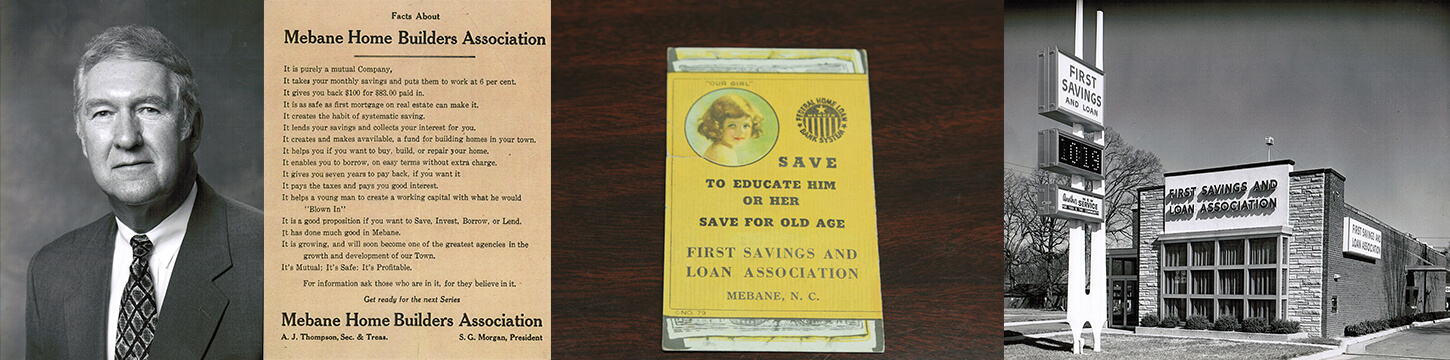 Facts About
Mebane Home Builders Association
It is purely a mutual Company,
It takes your monthly savings and puts them to work at 6 per cent.
It gives you back $100 for $83.00 paid in.
It is as safe as first mortgage on real estate can make it.
It creates the habit of systematic saving.
It lends your savings and collects your interest for you.
It creates and makes avavilable, a fund for building homes in your town.
It helps you if you want to buy, build, or repair your home.
It enables you to borrow, on easy terms without extra charge.
It gives you seven years to pay back, if you want it
It pays the taxes and pays you good interest.
It helps a young man to create a working capital with what he would
"Blown In"
It is a good proposition if you want to Save, Invest, Borrow, or Lend.
It has done much good in Mebane.
It is growing, and will soon become one of the greatest agencies in the
growth and development of our Town.
It's Mutual; It's Safe: It's Profitable.
For information ask those who are in it, for they believe in it.
Get ready for the next Series
Mebane Home Builders Association
A. J. Thompson, Sec. & Treas. S. G. Morgan, President
"OUR GIRL"
FEDERAL HOME LOAN
MEMBER
BANK SYSTEM
SAVE
TO EDUCATE HIM
OR HER
SAVE FOR OLD AGE
FIRST SAVINGS AND
LOAN ASSOCIATION
MEBANE, N. C.
©NO. 79
FIRST
SAVINGS
AND LOAN
10:19
SERVICE
FIRST SAVINGS AND
LOAN ASSOCIATION
FIRST SAVINGS AND
LOAN ASSOCIATION